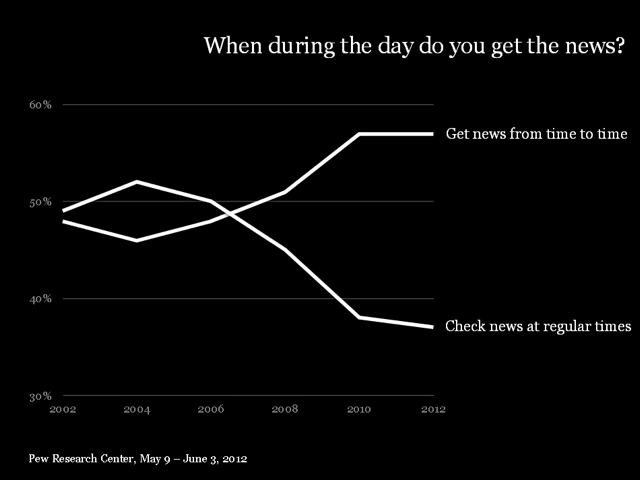 When during the day do you get the news?
60%
Get news from time to time
50%
40%
Check news at regular times
30%
2002 2004 2006 2008 2010 2012
Pew Research Center, May 9 – June 3, 2012